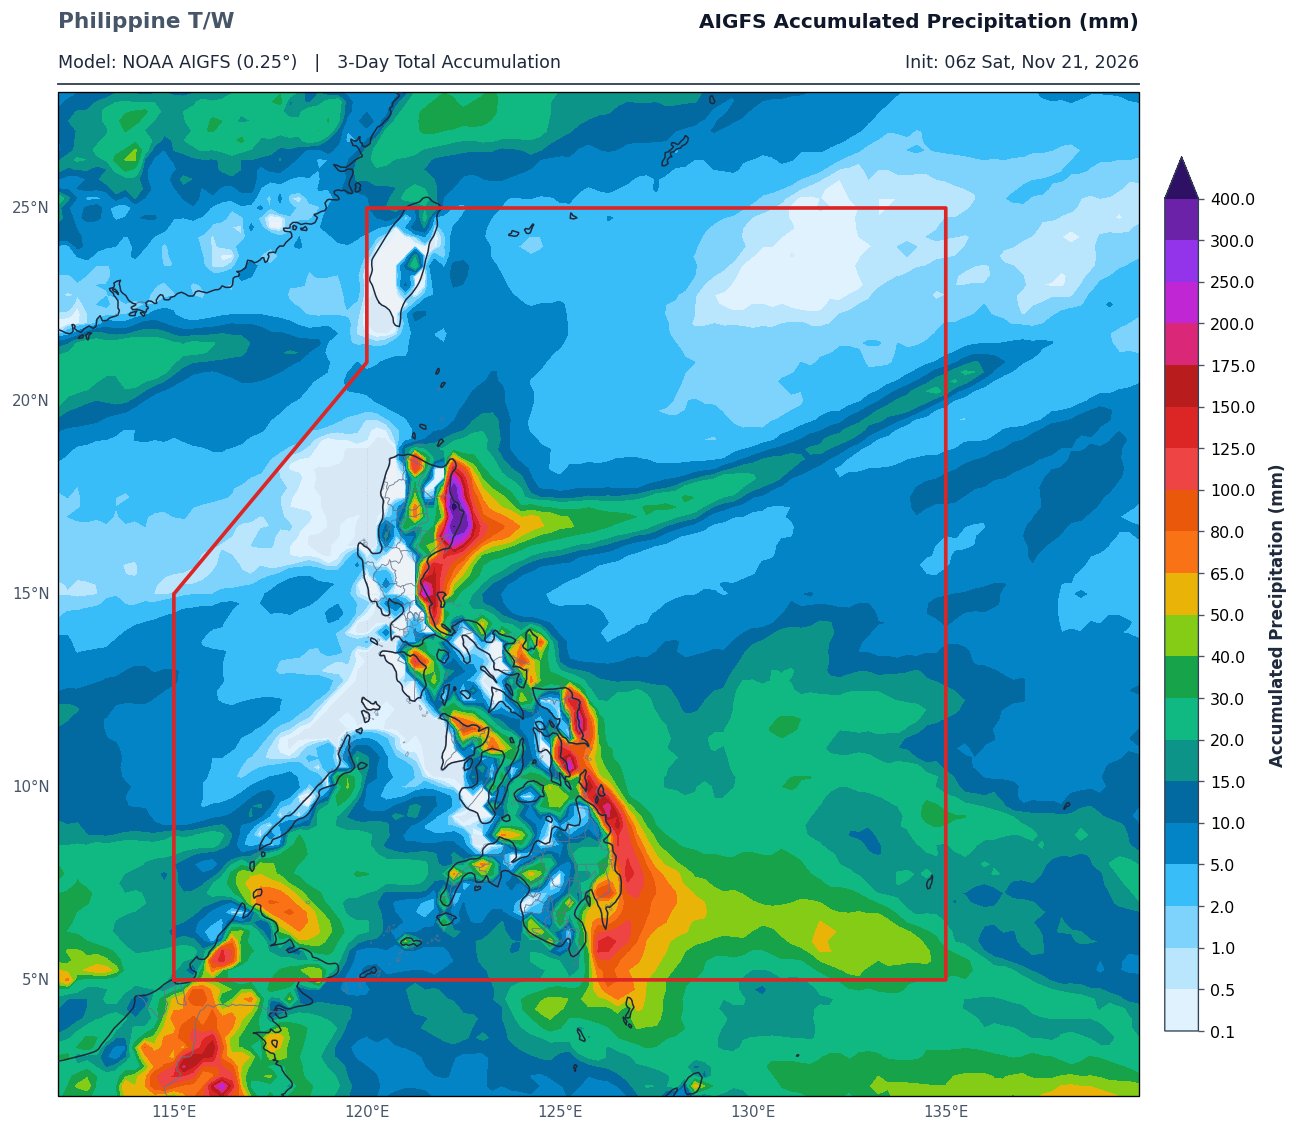 Philippine T/W
AIGFS Accumulated Precipitation (mm)
Model: NOAA AIGFS (0.25°) | 3-Day Total Accumulation
Init: 06z Sat, Nov 21, 2026
25°N
20°N
15°N
10°N
5°N
115°E
120°E
125°E
130°E
135°E
400.0
300.0
250.0
200.0
175.0
150.0
125.0
100.0
80.0
65.0
50.0
40.0
30.0
20.0
15.0
10.0
5.0
2.0
1.0
0.5
0.1
Accumulated Precipitation (mm)